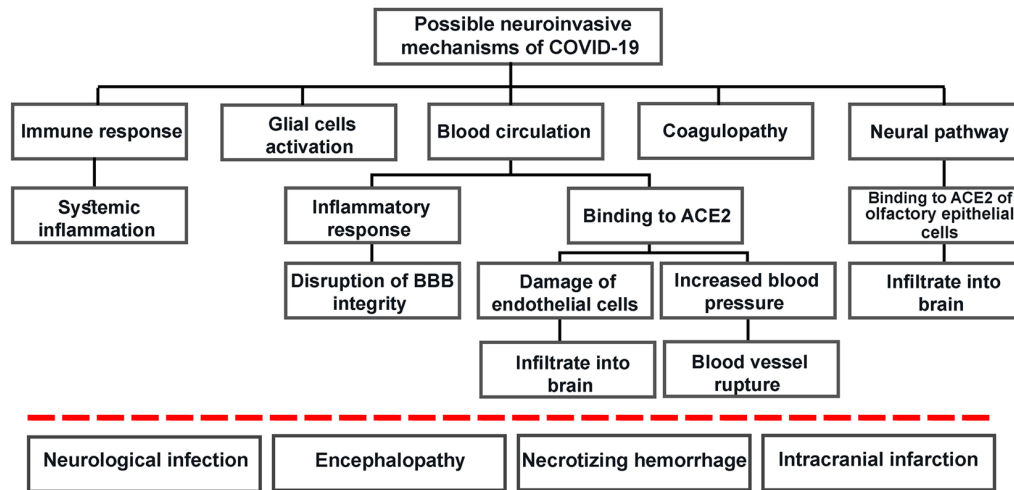 Possible neuroinvasive
mechanisms of COVID-19
Immune response
Glial cells
activation
Blood circulation
Coagulopathy
Neural pathway
Systemic
inflammation
Inflammatory
response
Binding to ACE2
Binding to ACE2 of
olfactory epithelial
cells
Disruption of BBB
integrity
Damage of
endothelial cells
Increased blood
pressure
Infiltrate into
brain
Infiltrate into
brain
Blood vessel
rupture
Neurological infection
Encephalopathy
Necrotizing hemorrhage
Intracranial infarction